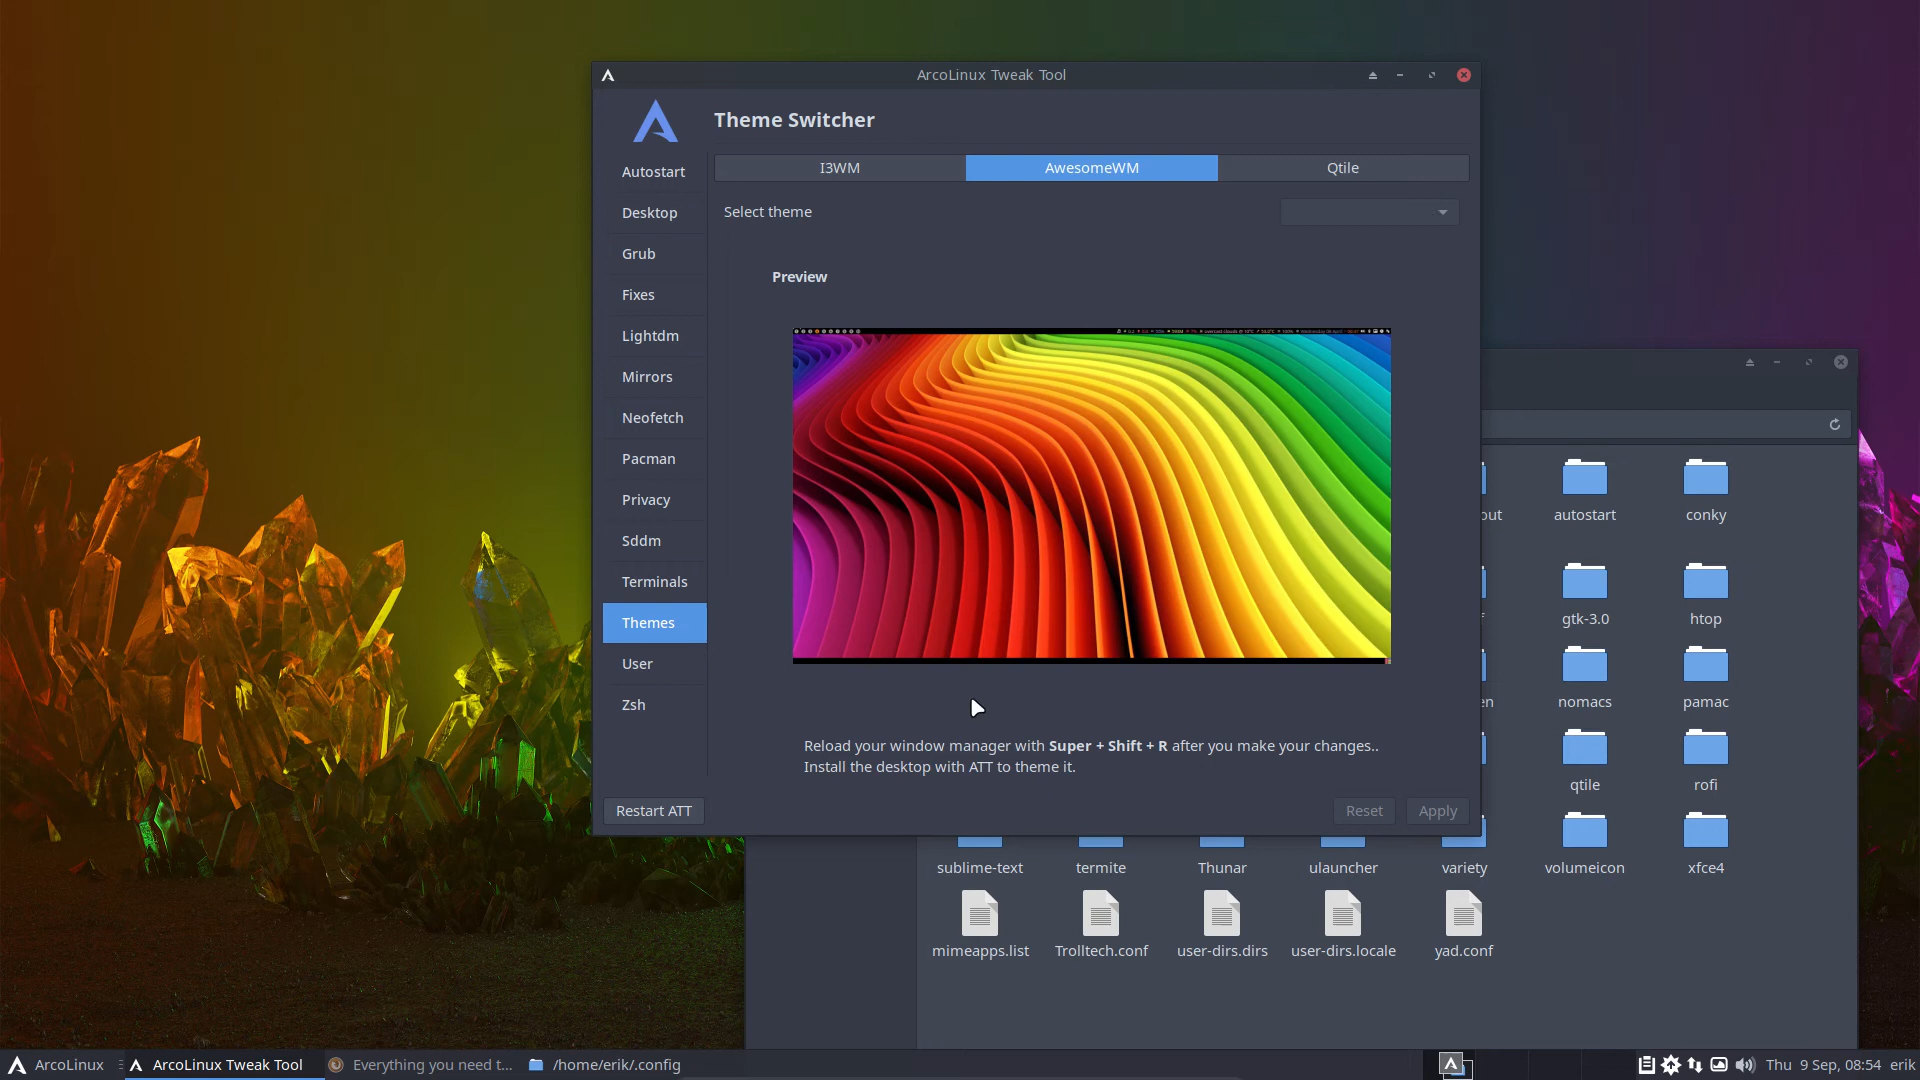 ArcoLinux Tweak Tool
Theme Switcher
Autostart
Desktop
Grub
Fixes
Lightdm
Mirrors
Neofetch
Pacman
Privacy
Sddm
Terminals
Themes
User
Zsh
I3WM
AwesomeWM
Qtile
Select theme
Preview
Reload your window manager with Super + Shift + R after you make your changes..
Install the desktop with ATT to theme it.
Restart ATT
Reset
Apply
autostart
conky
gtk-3.0
htop
nomacs
pamac
qtile
rofi
sublime-text
termite
Thunar
ulauncher
variety
volumeicon
xfce4
mimeapps.list
Trolltech.conf
user-dirs.dirs
user-dirs.locale
yad.conf
ArcoLinux
ArcoLinux Tweak Tool
Everything you need t...
/home/erik/.config
Thu 9 Sep, 08:54
erik